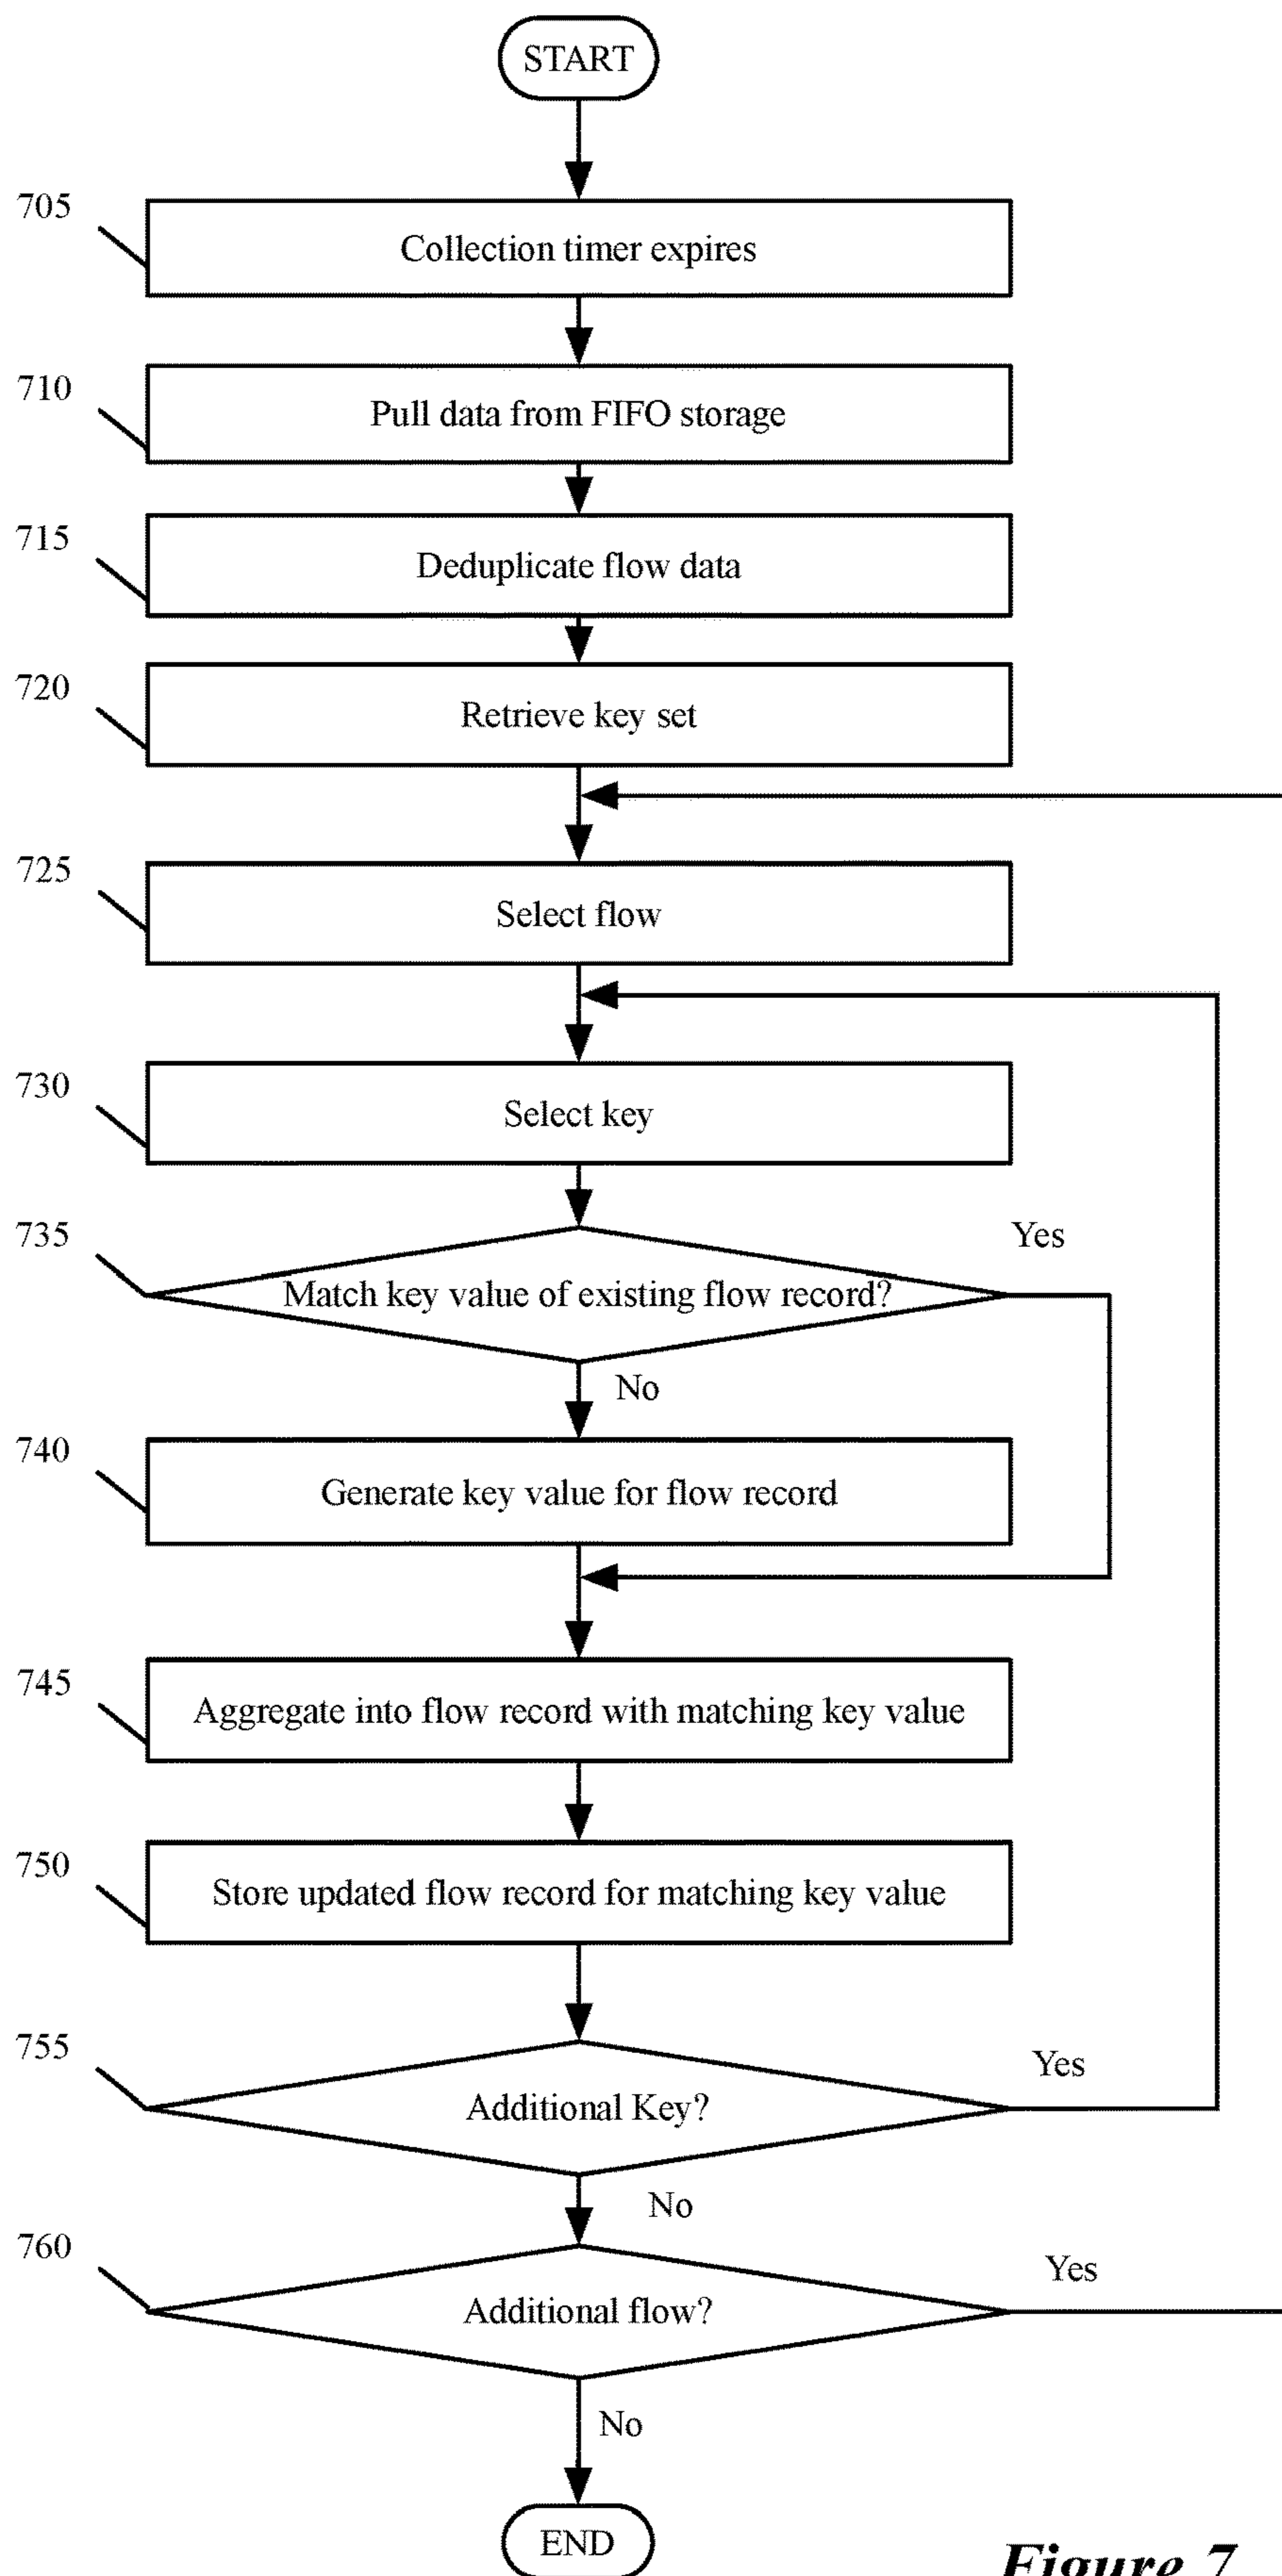 START
705
Collection timer expires
710
Pull data from FIFO storage
715
Deduplicate flow data
720
Retrieve key set
725
Select flow
730
Select key
735
Yes
Match key value of existing flow record?
No
740
Generate key value for flow record
745
Aggregate into flow record with matching key value
750
Store updated flow record for matching key value
755
Yes
Additional Key?
No
760
Yes
Additional flow?
No
END
Figure 7